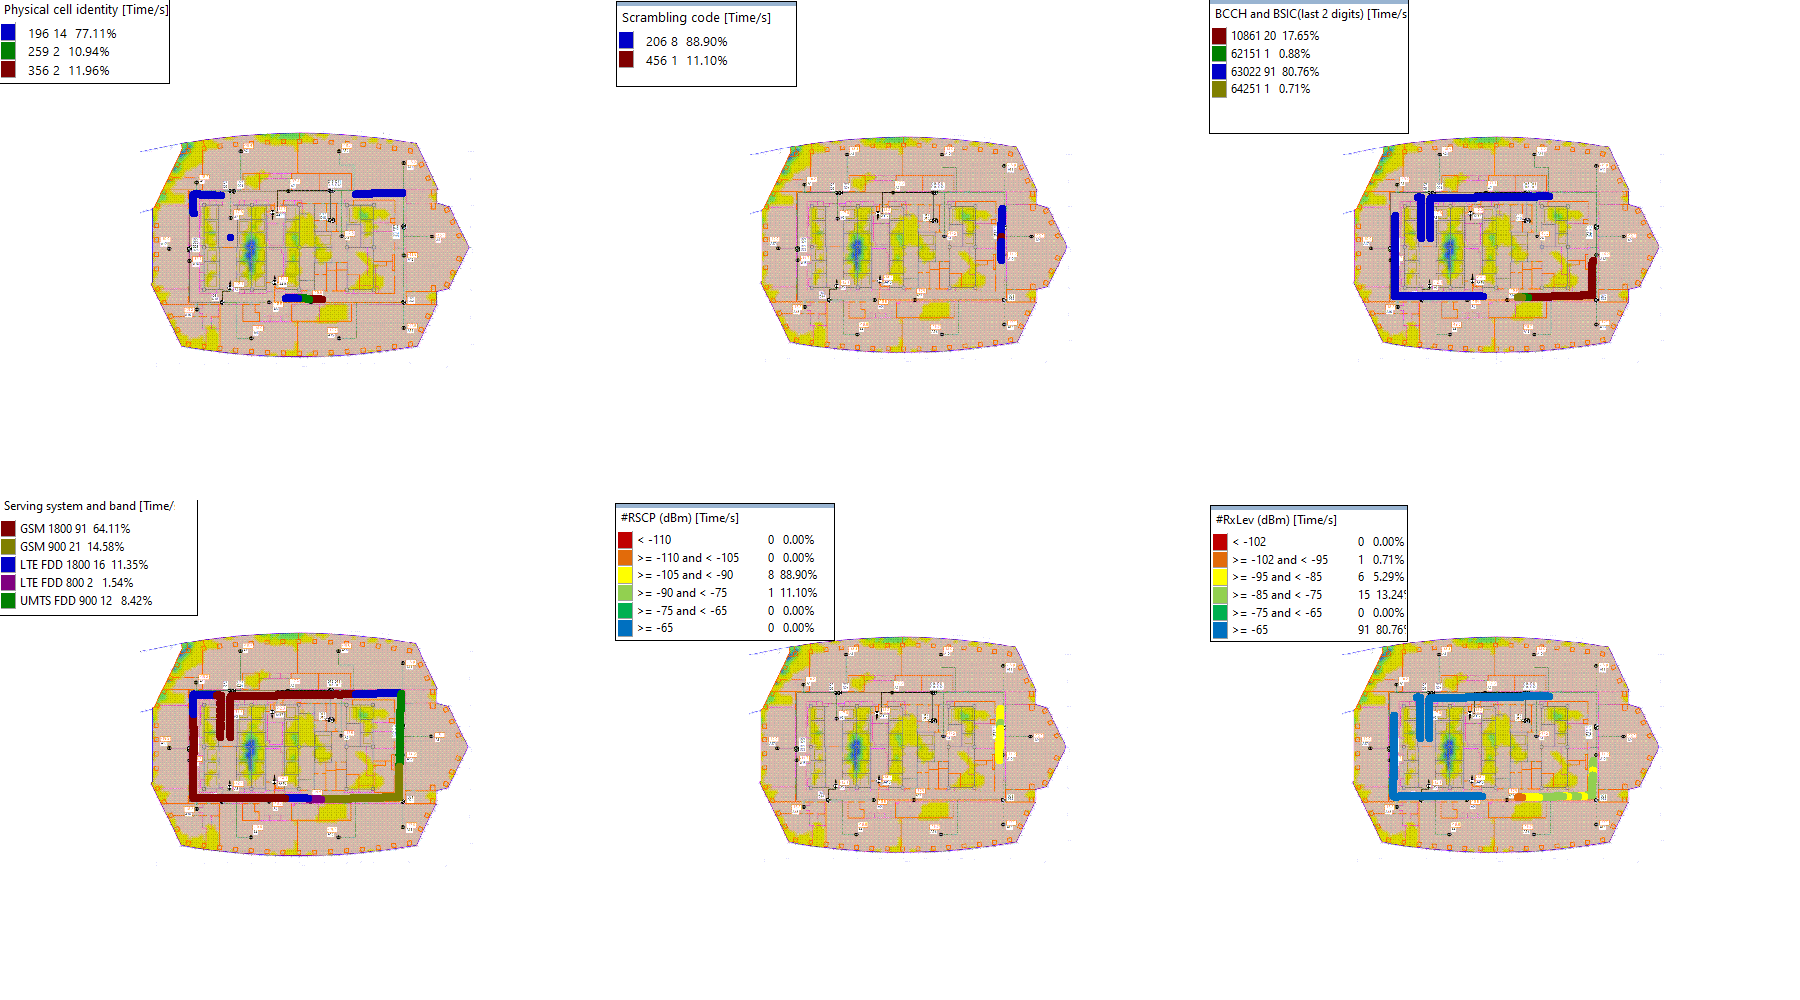 Physical cell identity [Time/s]
196 14 77.11%
259 2 10.94%
356 2 11.96%
Scrambling code [Time/s]
206 8 88.90%
456 1 11.10%
BCCH and BSIC(last 2 digits) [Time/s
10861 20 17.65%
62151 1 0.88%
63022 91 80.76%
64251 1 0.71%
Serving system and band [Time/
GSM 1800 91 64.11%
GSM 900 21 14.58%
LTE FDD 1800 16 11.35%
LTE FDD 800 2 1.54%
UMTS FDD 900 12 8.42%
#RSCP (dBm) [Time/s]
< -110 0 0.00%
>= -110 and < -105 0 0.00%
>= -105 and < -90 8 88.90%
>= -90 and < -75 1 11.10%
>= -75 and < -65 0 0.00%
>= -65 0 0.00%
#RxLev (dBm) [Time/s]
< -102 0 0.00%
>= -102 and < -95 1 0.71%
>= -95 and < -85 6 5.29%
>= -85 and < -75 15 13.24%
>= -75 and < -65 0 0.00%
>= -65 91 80.76%